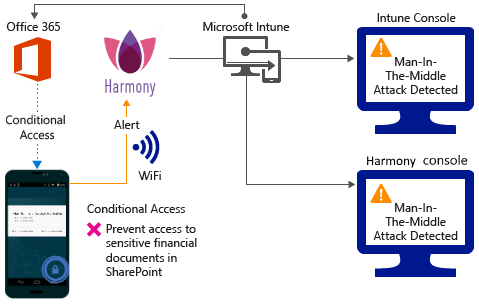 Office 365
Microsoft Intune
Intune Console
Man-In-
The-Middle
Attack Detected
Harmony
Conditional
Access
Alert
WiFi
Harmony console
Man-In-
The-Middle
Attack Detected
Conditional Access
Prevent access to
sensitive financial
documents in
SharePoint